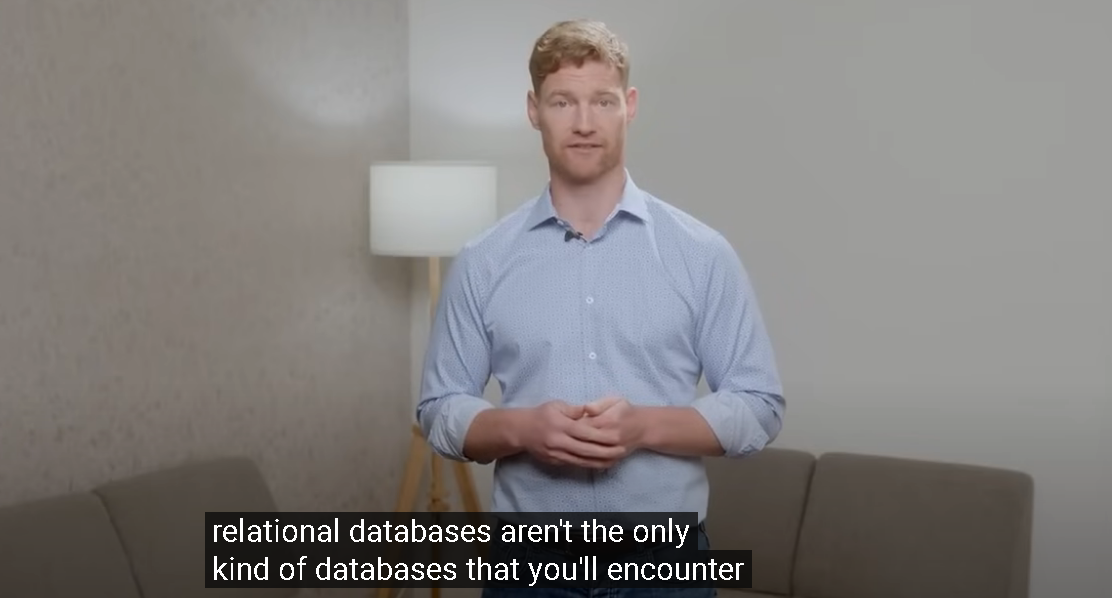 relational databases aren't the only
kind of databases that you'll encounter